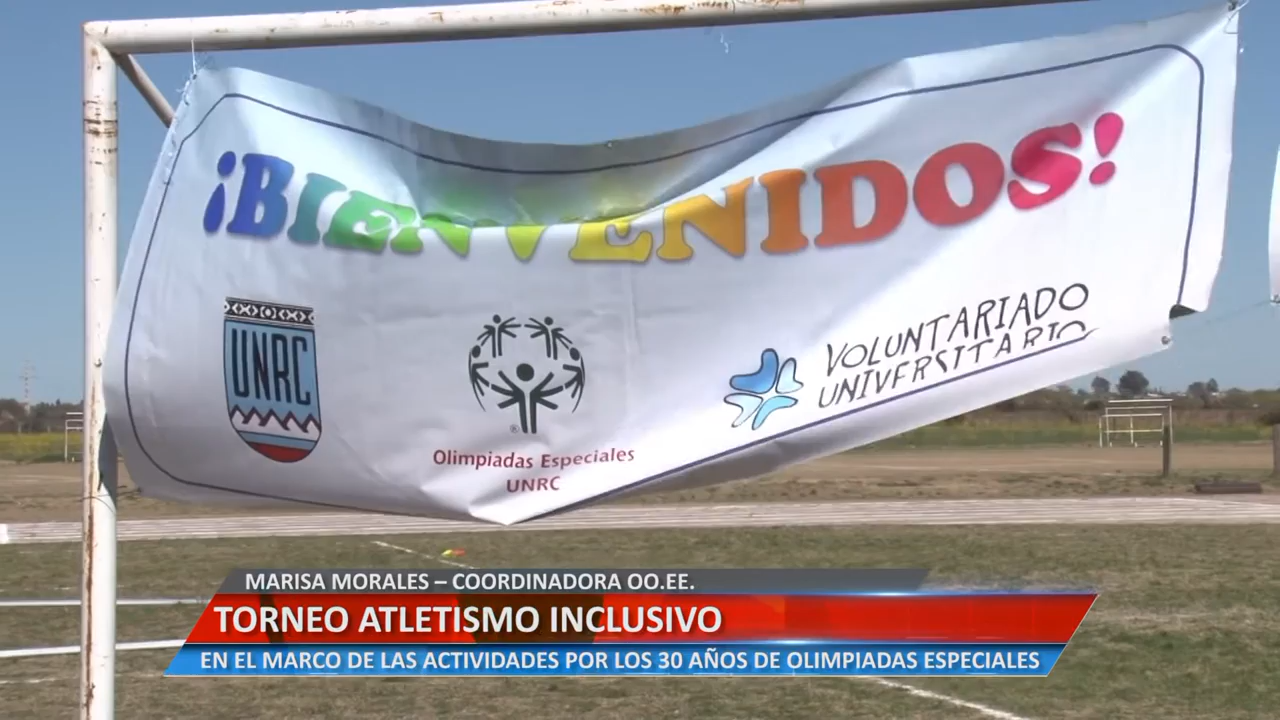 ¡BIENVENIDOS!
UNRC
Olimpiadas Especiales
UNRC
VOLUNTARIADO
UNIVERSITARIO
MARISA MORALES – COORDINADORA OO.EE.
TORNEO ATLETISMO INCLUSIVO
EN EL MARCO DE LAS ACTIVIDADES POR LOS 30 AÑOS DE OLIMPIADAS ESPECIALES